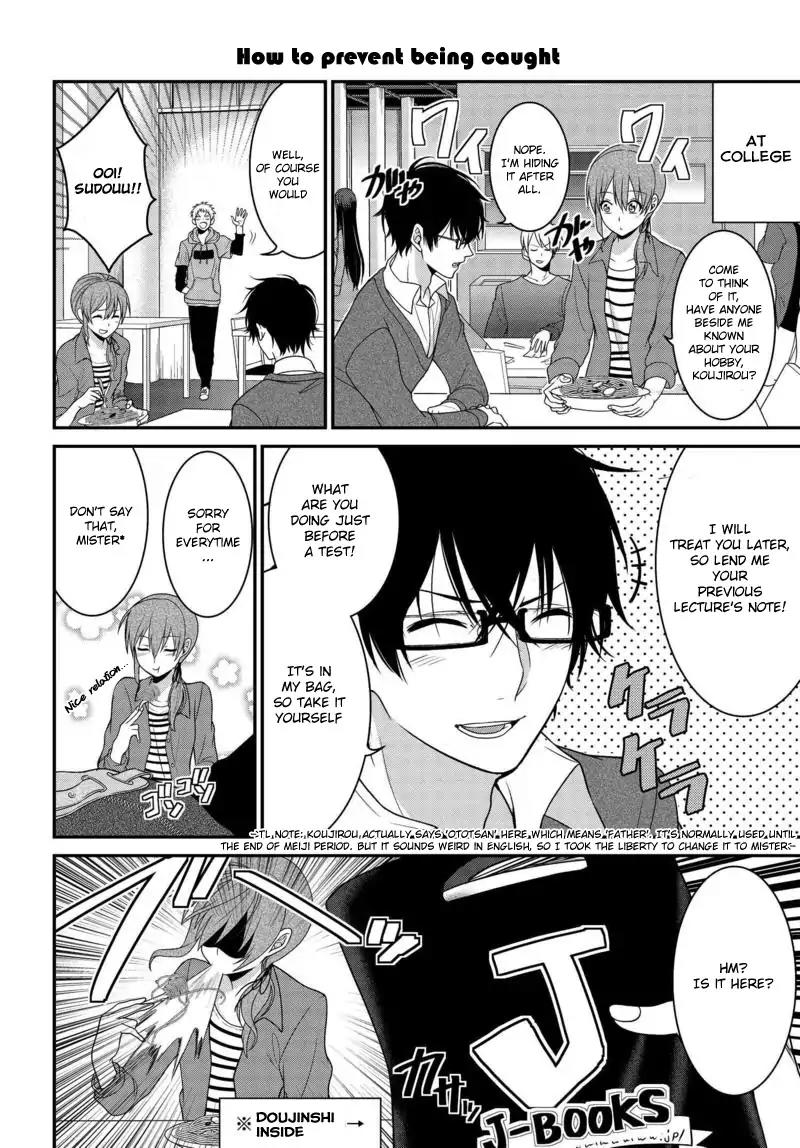 How to prevent being caught
AT
COLLEGE
COME
TO THINK
OF IT,
HAVE ANYONE
BESIDE ME
KNOWN
ABOUT YOUR
HOBBY,
KOUJIROU?
ワイ
ワイ
ガヤ
ガヤ
NOPE.
I'M HIDING
IT AFTER
ALL.
WELL,
OF COURSE
YOU
WOULD
OOI!
SUDOUU!!
I WILL
TREAT YOU LATER,
SO LEND ME
YOUR
PREVIOUS
LECTURE'S NOTE!
WHAT
ARE YOU
DOING JUST
BEFORE
A TEST!
IT'S IN
MY BAG,
SO TAKE IT
YOURSELF
ケラ
ケラ
SORRY
FOR
EVERYTIME
...
DON'T SAY
THAT,
MISTER*
Nice relation...
ゴソ
ゴソ
-:TL NOTE: KOUJIROU ACTUALLY SAYS 'OTOTSAN' HERE WHICH MEANS 'FATHER'. IT'S NORMALLY USED UNTIL
THE END OF MEIJI PERIOD. BUT IT SOUNDS WEIRD IN ENGLISH, SO I TOOK THE LIBERTY TO CHANGE IT TO MISTER:-
HM?
IS IT HERE?
J
J-BOOKS
ガサッ
※ DOUJINSHI
INSIDE →